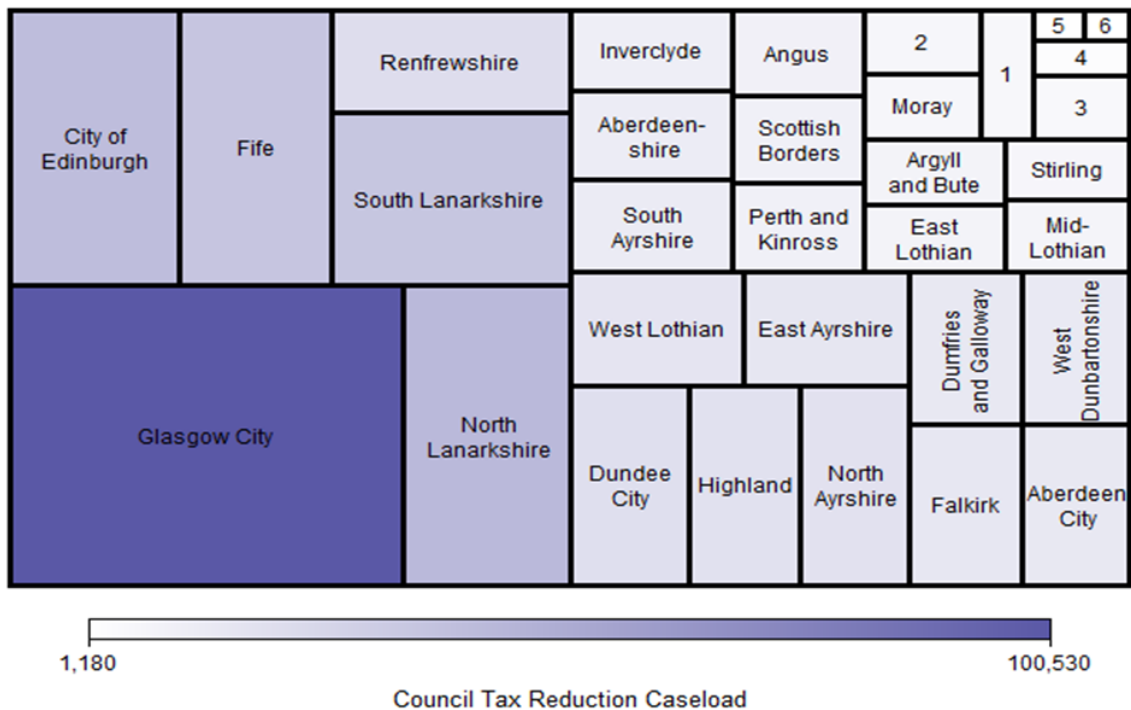 City of
Edinburgh
Fife
Renfrewshire
South Lanarkshire
Glasgow City
North
Lanarkshire
Inverclyde
Aberdeen-
shire
South
Ayrshire
Angus
Scottish
Borders
Perth and
Kinross
2
Moray
1
5
6
4
3
Argyll
and Bute
Stirling
East
Lothian
Mid-
Lothian
West Lothian
East Ayrshire
Dumfries
and Galloway
West
Dunbartonshire
Dundee
City
Highland
North
Ayrshire
Falkirk
Aberdeen
City
1,180
100,530
Council Tax Reduction Caseload